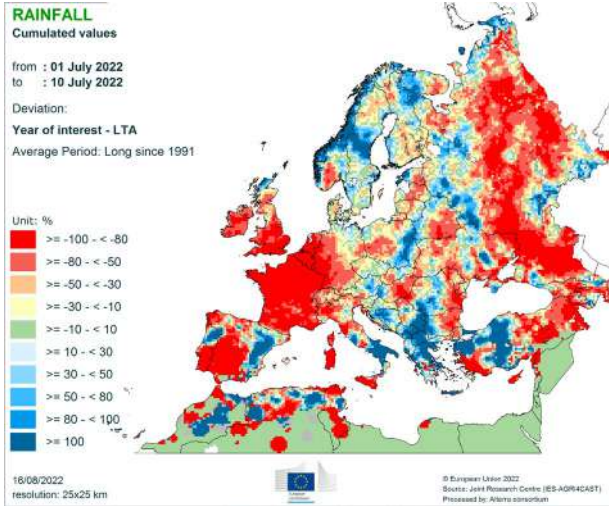 RAINFALL
Cumulated values
from : 01 July 2022
to : 10 July 2022
Deviation:
Year of interest - LTA
Average Period: Long since 1991
Unit: %
>= -100 - < -80
>= -80 - < -50
>= -50 - < -30
>= -30 - < -10
>= -10 - < 10
>= 10 - < 30
>= 30 - < 50
>= 50 - < 80
>= 80 - < 100
>= 100
16/08/2022
resolution: 25x25 km
© European Union 2022
Source: Joint Research Centre (IES-AGRI4CAST)
Processed by: Alterra consortium